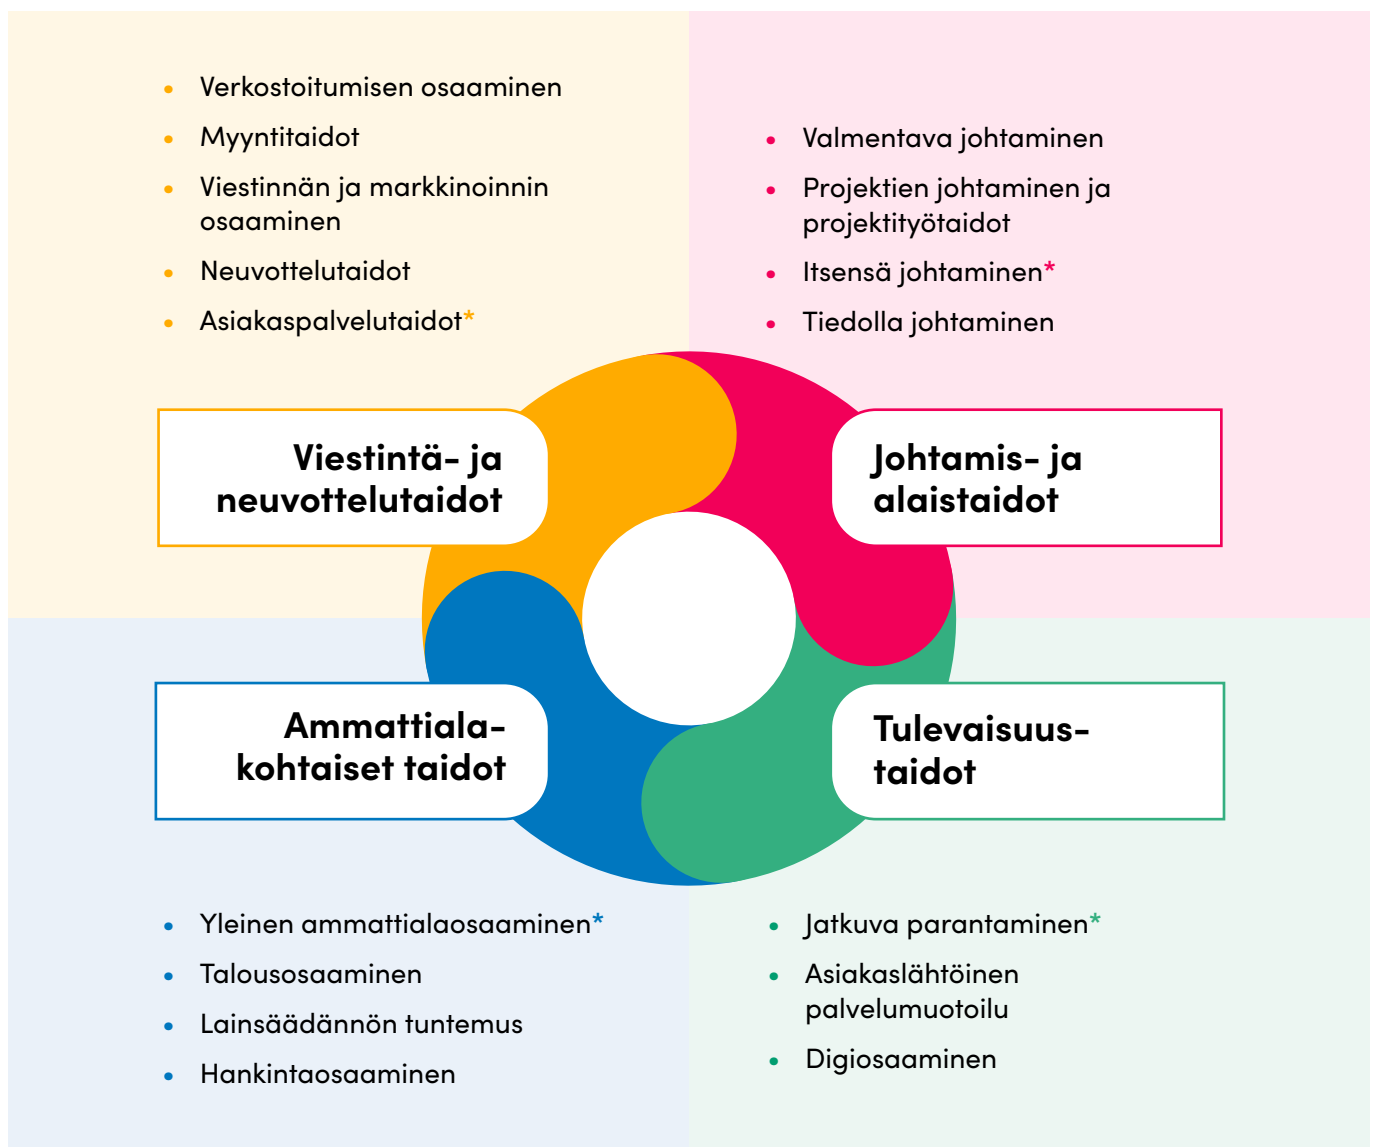 • Verkostoitumisen osaaminen
• Myyntitaidot
• Viestinnän ja markkinoinnin
osaaminen
• Neuvottelutaidot
• Asiakaspalvelutaidot*
• Valmentava johtaminen
• Projektien johtaminen ja
projektityötaidot
• Itsensä johtaminen*
• Tiedolla johtaminen
Viestintä- ja
neuvottelutaidot
Johtamis- ja
alaistaidot
Ammattiala-
kohtaiset taidot
Tulevaisuus-
taidot
• Yleinen ammattialaosaaminen*
• Talousosaaminen
• Lainsäädännön tuntemus
• Hankintaosaaminen
• Jatkuva parantaminen*
• Asiakaslähtöinen
palvelumuotoilu
• Digiosaaminen